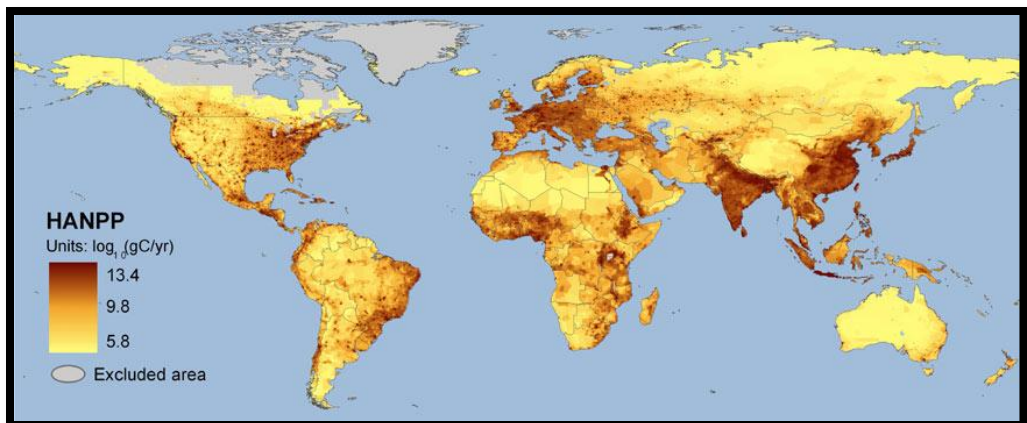 HANPP
Units: log₁₀(gC/yr)
13.4
9.8
5.8
Excluded area